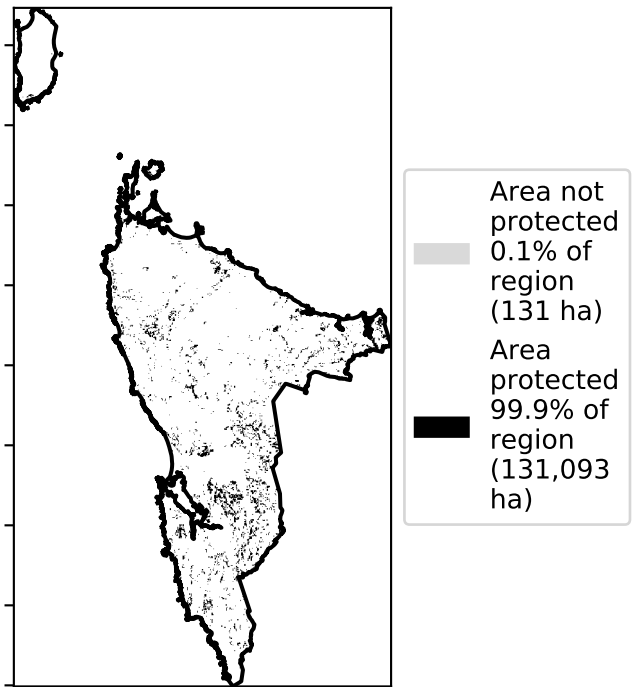 Area not
protected
0.1% of
region
(131 ha)
Area
protected
99.9% of
region
(131,093
ha)